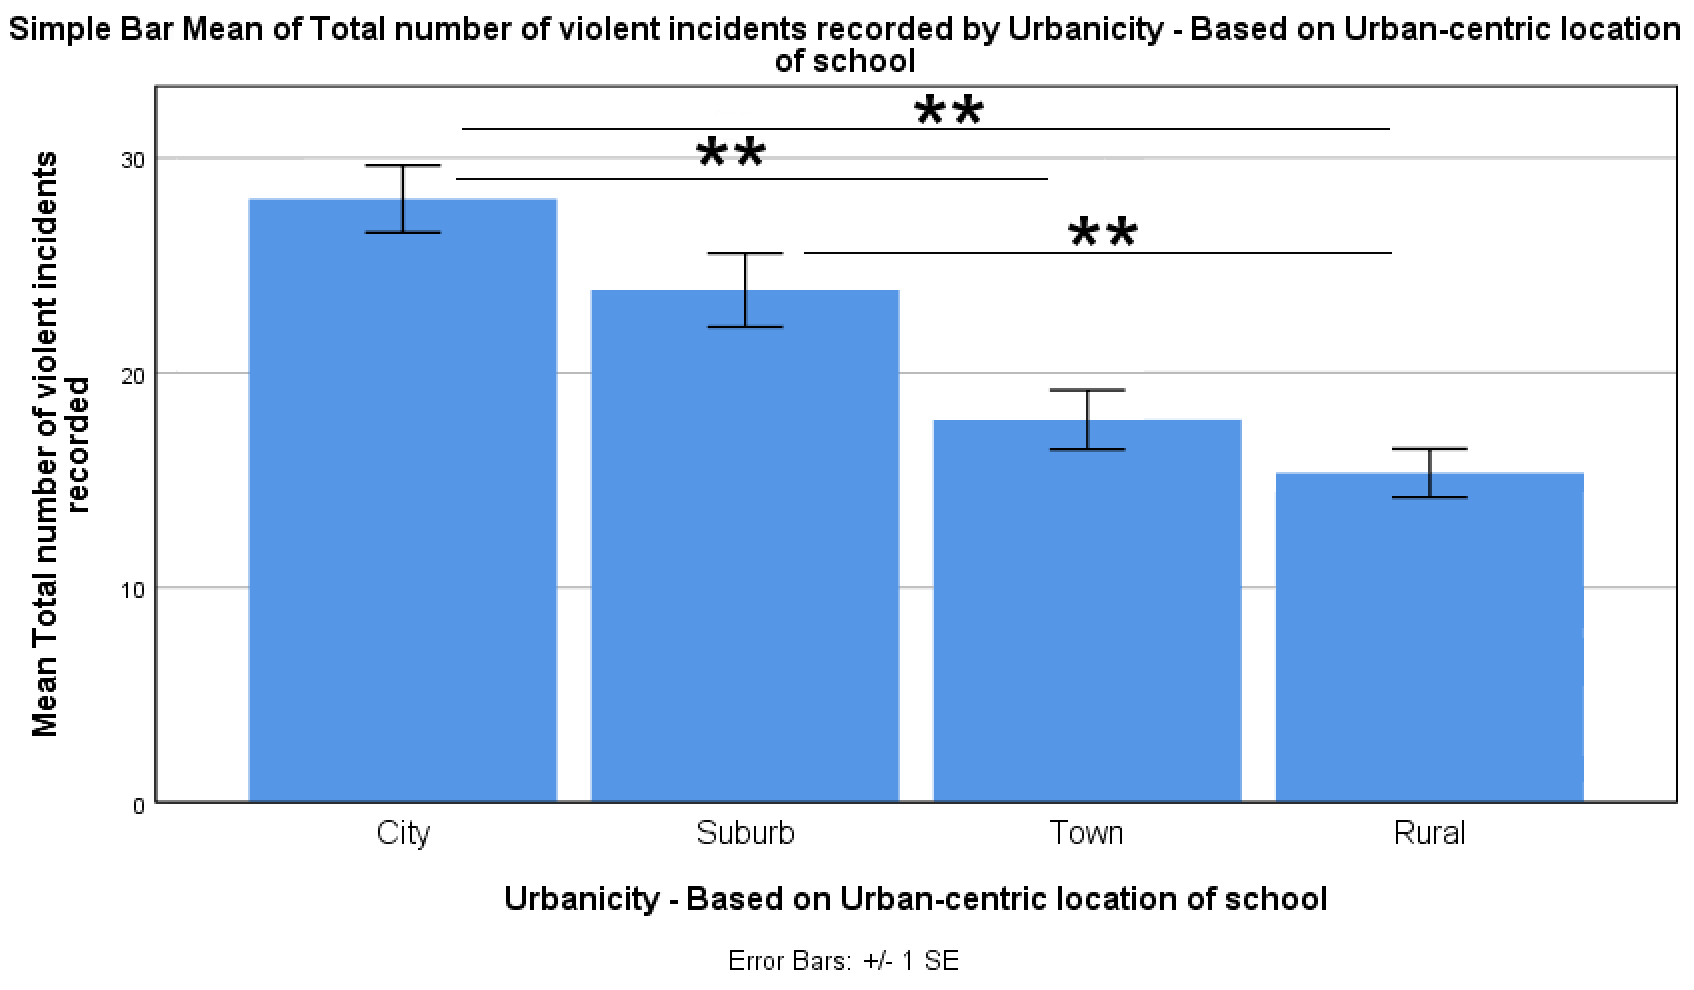 Simple Bar Mean of Total number of violent incidents recorded by Urbanicity - Based on Urban-centric location
of school
**
**
**
Mean Total number of violent incidents
recorded
30
20
10
0
City Suburb Town Rural
Urbanicity - Based on Urban-centric location of school
Error Bars: +/- 1 SE